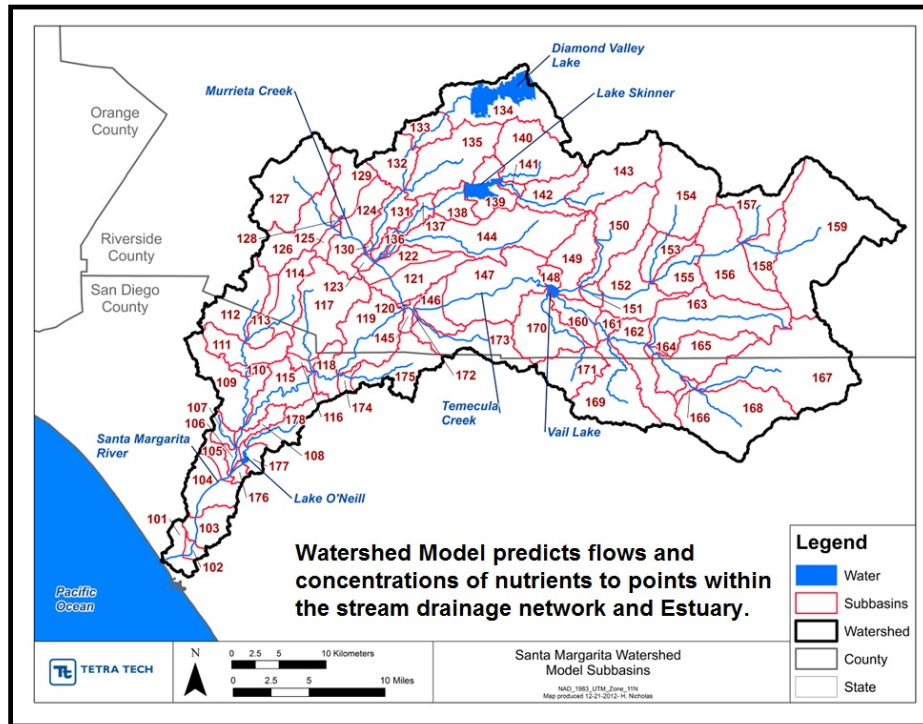 Diamond Valley
Lake
Murrieta Creek
Lake Skinner
Orange
County
134
133
140
135
132
141
143
129
127
142
154
124
131
139
138
157
137
150
159
128
125
136
144
130
126
122
149
153
Riverside
County
114
147
148
152
155
156
158
San Diego
County
121
123
151
117
120
146
163
112
113
119
170
160
161
162
145
173
111
164
165
110
118
172
171
167
109
115
175
116
174
169
166
168
107
178
Temecula
Creek
106
Vail Lake
Santa Margarita
River
105
108
177
104
176
Lake O'Neill
101
103
102
Watershed Model predicts flows and
concentrations of nutrients to points within
the stream drainage network and Estuary.
Pacific
Ocean
Legend
Water
Subbasins
Watershed
County
State
Tt
TETRA TECH
N
0 2.5 5 10 Kilometers
0 2.5 5 10 Miles
Santa Margarita Watershed
Model Subbasins
NAD_1983_UTM_Zone_11N
Map produced 12-21-2012- H. Nicholas